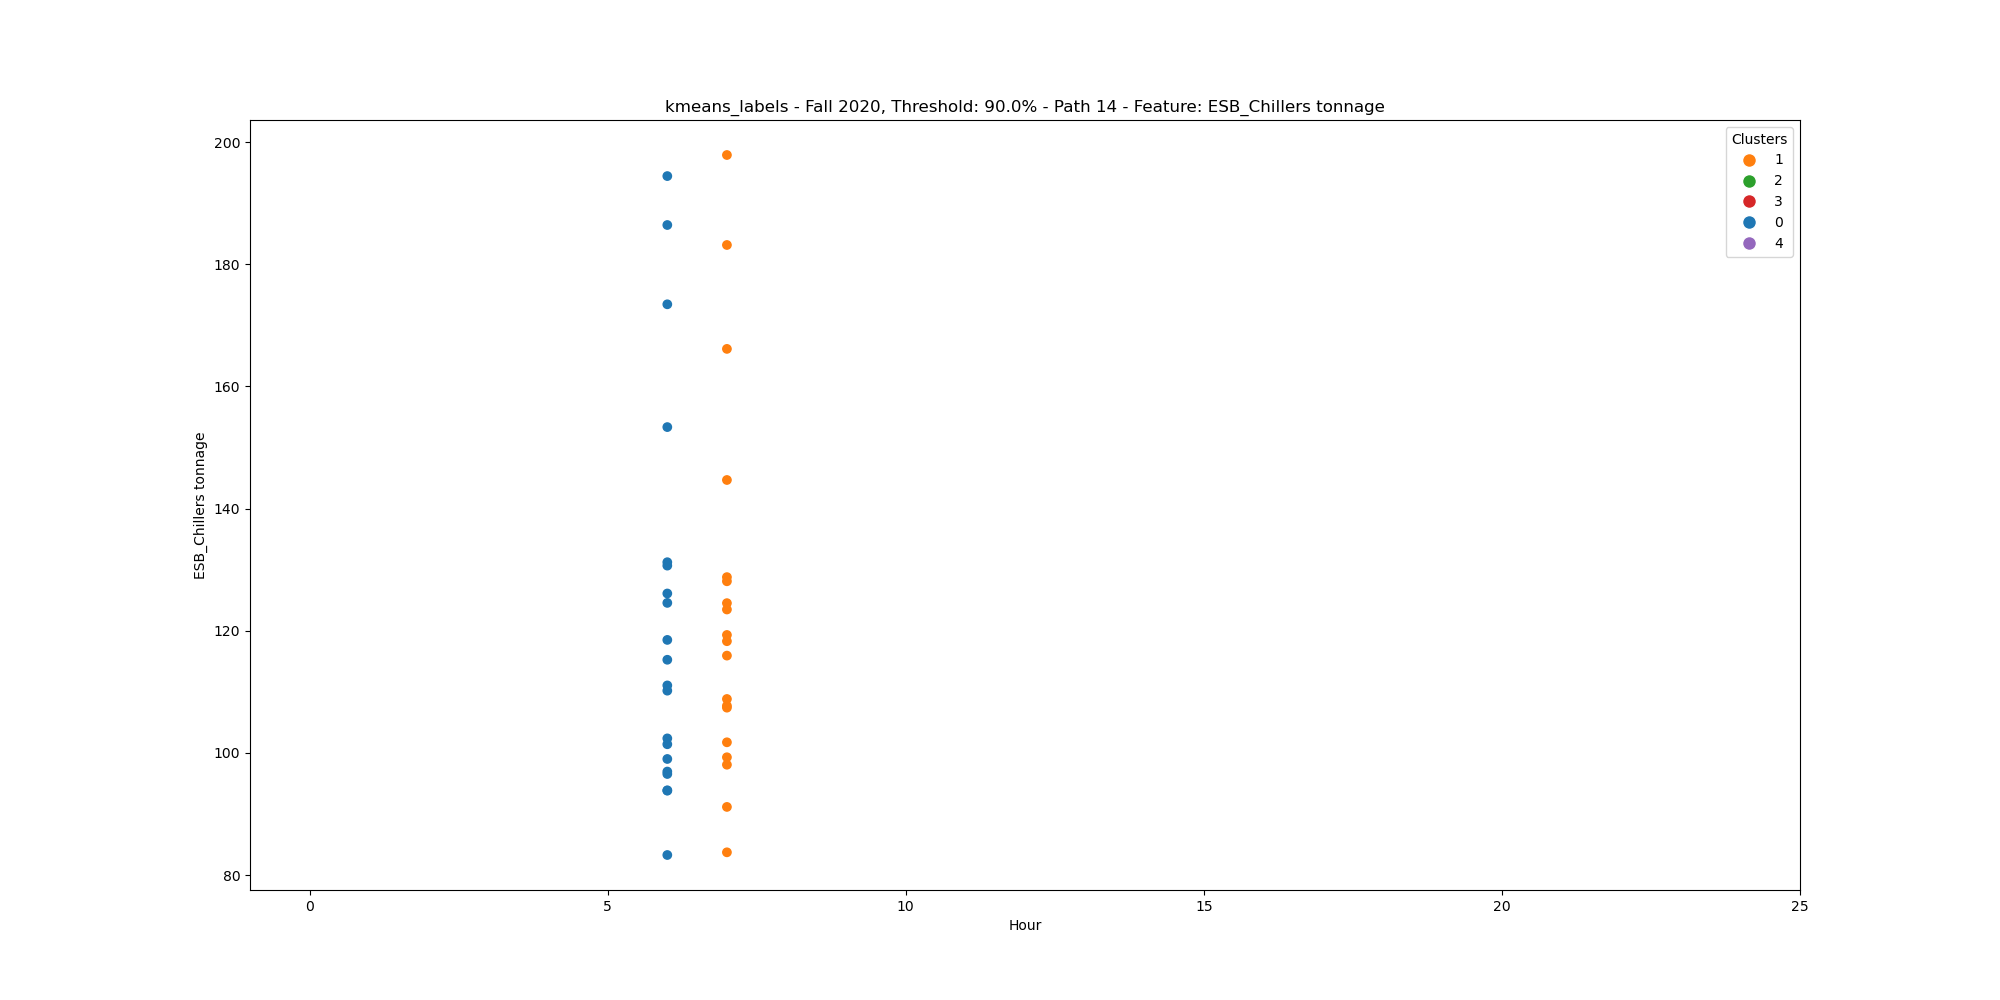 kmeans_labels - Fall 2020, Threshold: 90.0% - Path 14 - Feature: ESB_Chillers tonnage
Clusters
1
2
3
0
4
200
180
160
140
120
100
80
ESB_Chillers tonnage
0 5 10 15 20 25
Hour